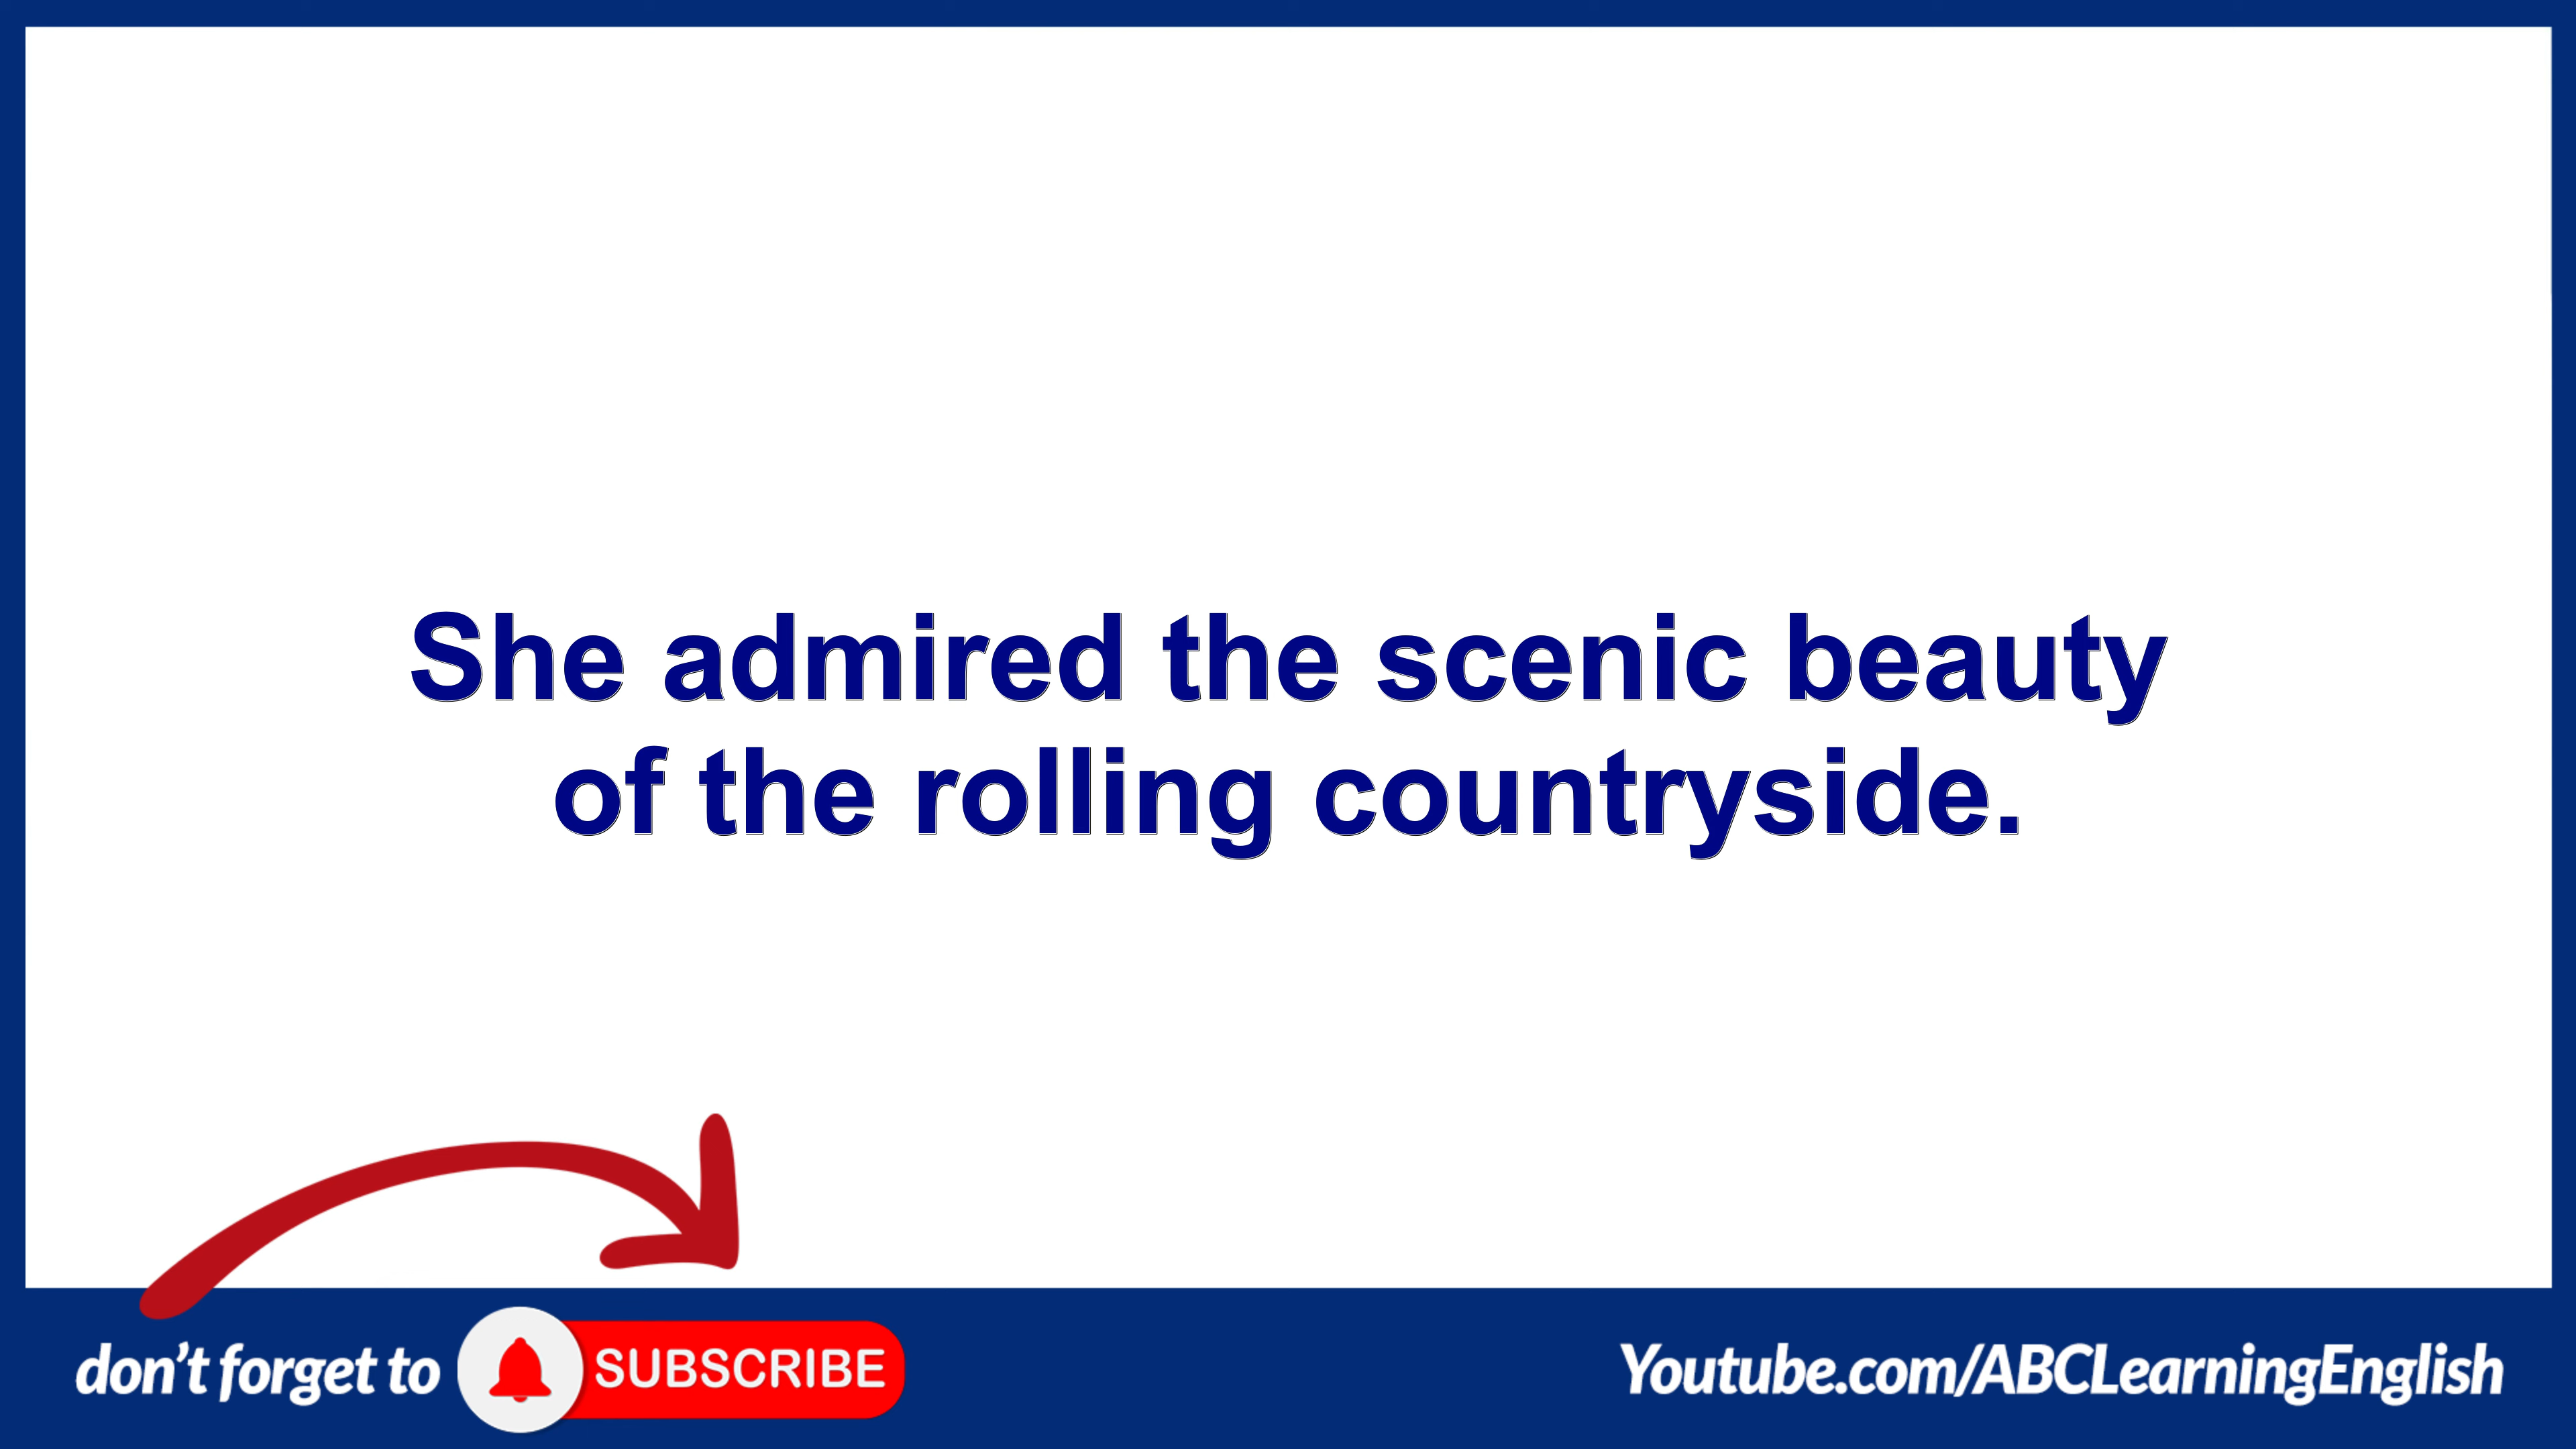 She admired the scenic beauty
of the rolling countryside.
don't forget to SUBSCRIBE
Youtube.com/ABCLearningEnglish